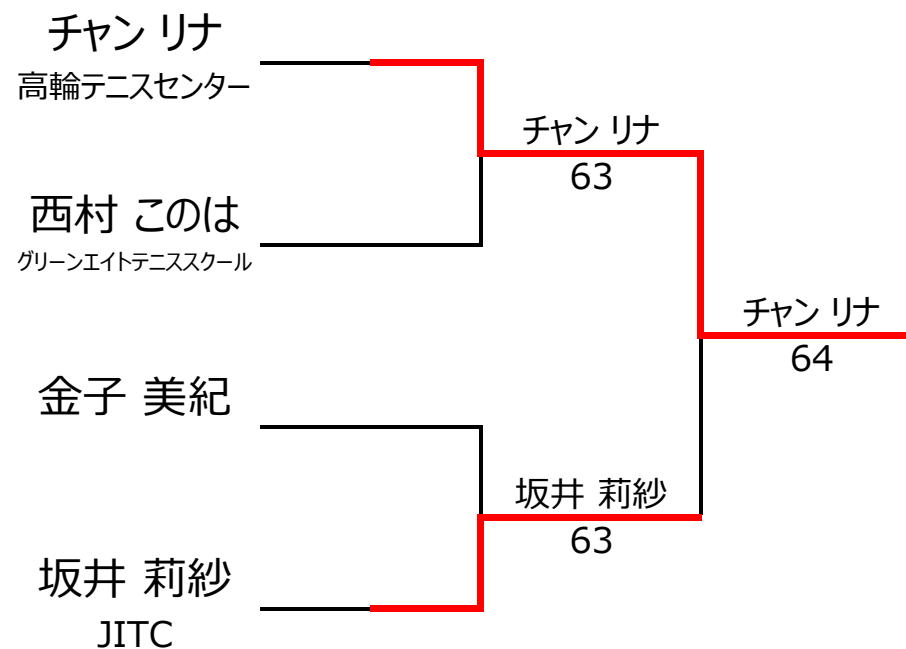 チャン リナ
高輪テニスセンター
チャン リナ
63
西村 このは
グリーンエイトテニススクール
チャン リナ
64
金子 美紀
坂井 莉紗
63
坂井 莉紗
JITC